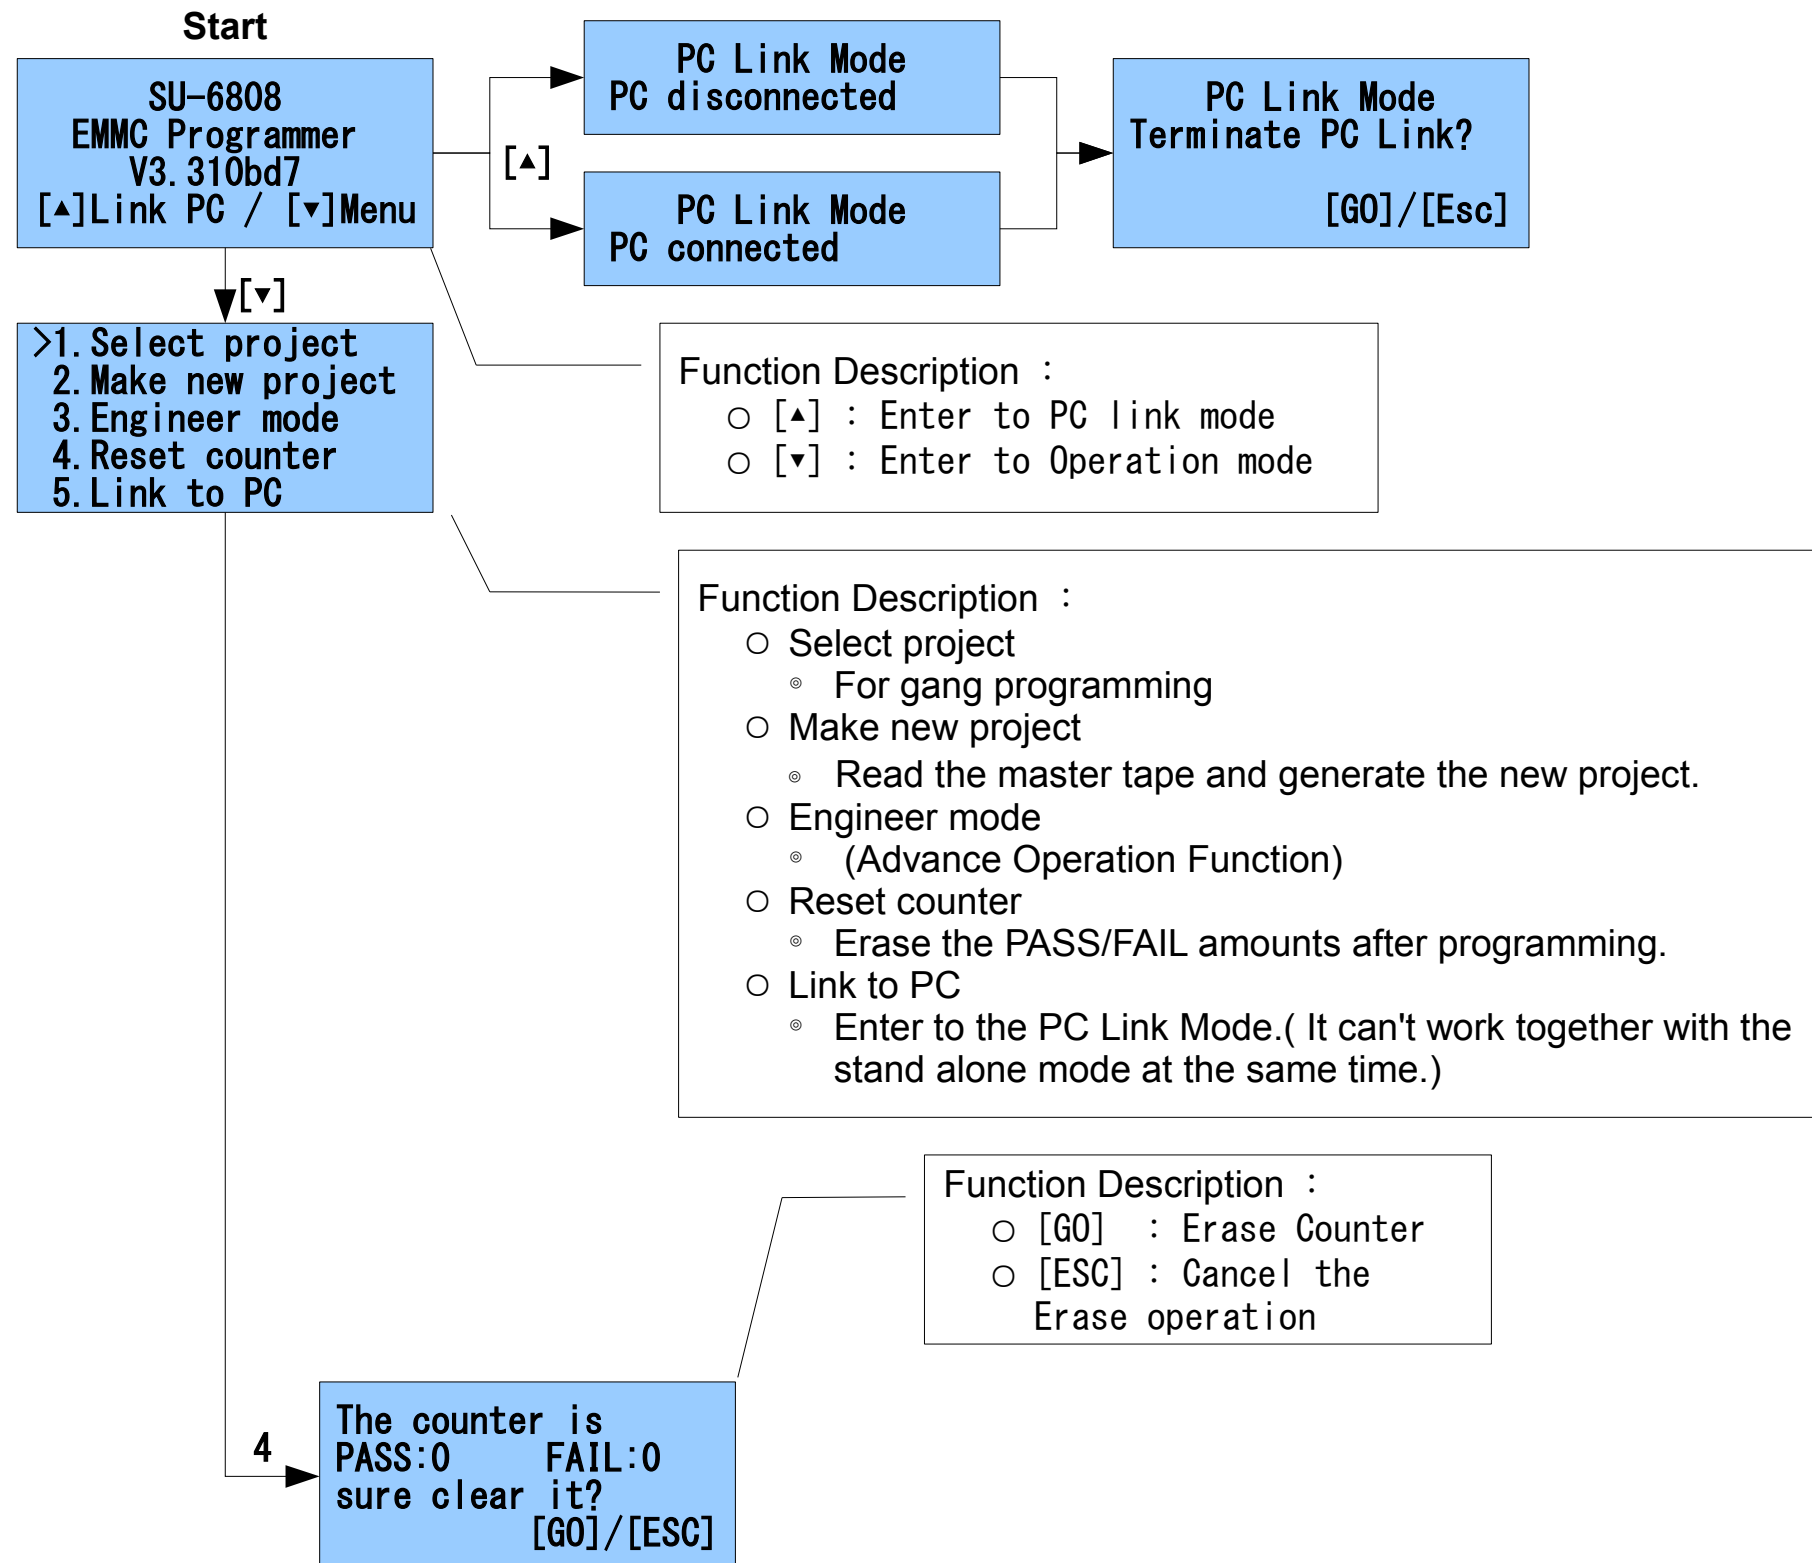 Start
SU-6808
EMMC Programmer
V3.310bd7
[▲]Link PC / [▼]Menu
[▲]
PC Link Mode
PC disconnected
PC Link Mode
PC connected
PC Link Mode
Terminate PC Link?
[GO]/[Esc]
[▼]
>1.Select project
2.Make new project
3.Engineer mode
4.Reset counter
5.Link to PC
Function Description :
○ [▲] : Enter to PC link mode
○ [▼] : Enter to Operation mode
Function Description :
○ Select project
◎ For gang programming
○ Make new project
◎ Read the master tape and generate the new project.
○ Engineer mode
◎ (Advance Operation Function)
○ Reset counter
◎ Erase the PASS/FAIL amounts after programming.
○ Link to PC
◎ Enter to the PC Link Mode.( It can't work together with the
stand alone mode at the same time.)
Function Description :
○ [GO] : Erase Counter
○ [ESC] : Cancel the
Erase operation
4
The counter is
PASS:0 FAIL:0
sure clear it?
[GO]/[ESC]